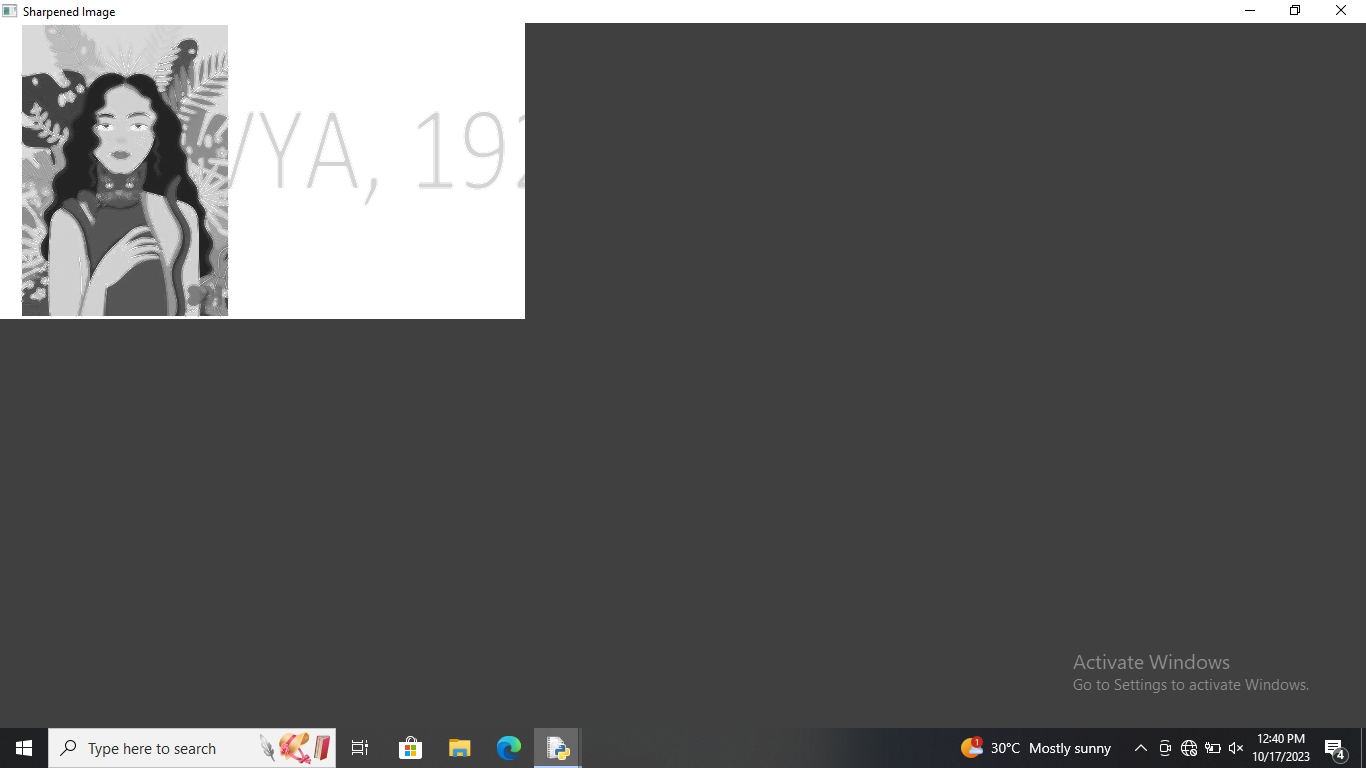 Sharpened Image
VYA, 192
Activate Windows
Go to Settings to activate Windows.
Type here to search
1
30°C Mostly sunny
12:40 PM
10/17/2023
4